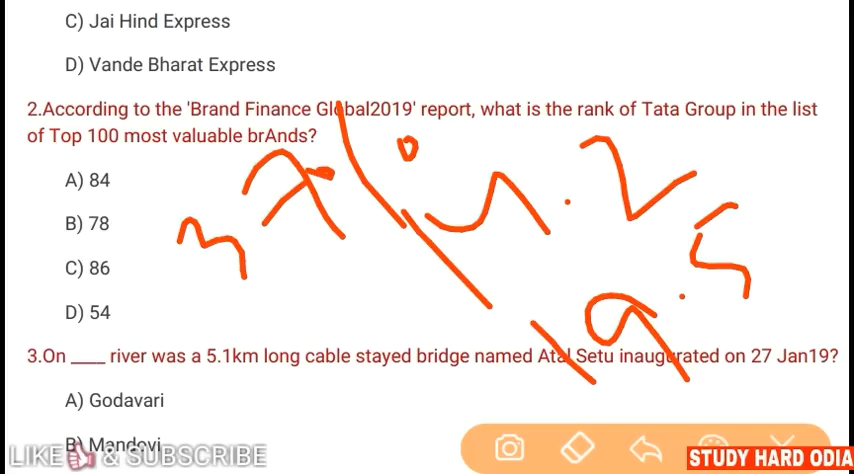 C) Jai Hind Express
D) Vande Bharat Express
2.According to the 'Brand Finance Global2019' report, what is the rank of Tata Group in the list
of Top 100 most valuable brAnds?
A) 84
B) 78
C) 86
D) 54
3.On ____ river was a 5.1km long cable stayed bridge named Atal Setu inaugurated on 27 Jan19?
A) Godavari
B) Mandovi
LIKE & SUBSCRIBE
STUDY HARD ODIA